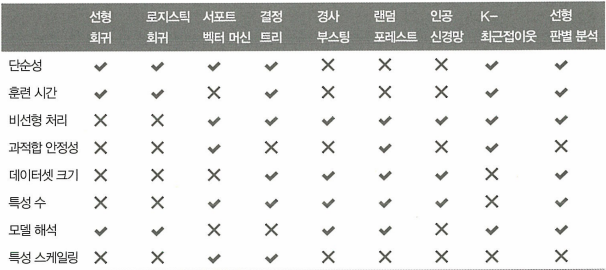 선형 로지스틱 서포트 결정 경사 랜덤 인공 K– 선형
회귀 회귀 벡터 머신 트리 부스팅 포레스트 신경망 최근접이웃 판별 분석
단순성 ✓ ✓ ✓ ✓ ✕ ✕ ✕ ✓ ✓
훈련 시간 ✓ ✓ ✕ ✓ ✕ ✕ ✕ ✓ ✓
비선형 처리 ✕ ✕ ✓ ✓ ✓ ✓ ✓ ✓ ✓
과적합 안정성 ✕ ✕ ✓ ✕ ✕ ✓ ✕ ✓ ✕
데이터셋 크기 ✕ ✕ ✕ ✓ ✓ ✓ ✓ ✕ ✓
특성 수 ✕ ✕ ✓ ✓ ✓ ✓ ✓ ✕ ✓
모델 해석 ✓ ✓ ✕ ✕ ✓ ✓ ✕ ✓ ✓
특성 스케일링 ✕ ✕ ✓ ✓ ✕ ✕ ✕ ✕ ✕